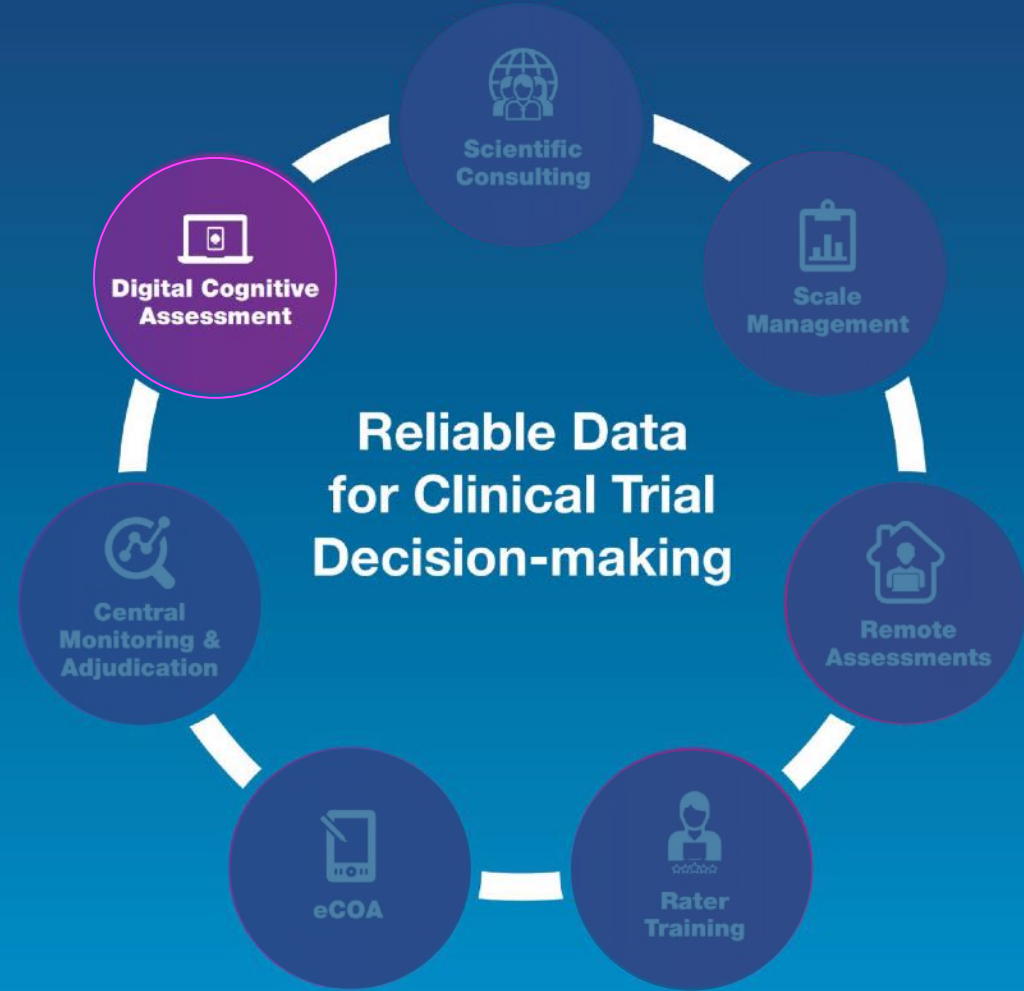 Scientific
Consulting
Digital Cognitive
Assessment
Scale
Management
Reliable Data
for Clinical Trial
Decision-making
Central
Monitoring &
Adjudication
Remote
Assessments
eCOA
Rater
Training